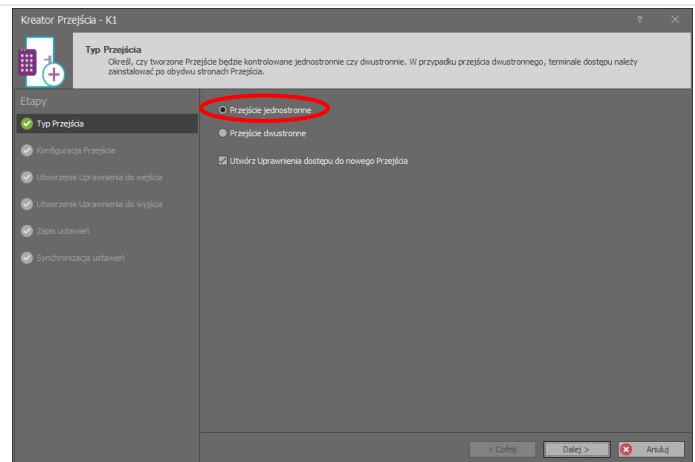 Kreator Przejścia - K1
?
Typ Przejścia
Określ, czy tworzone Przejście będzie kontrolowane jednostronnie czy dwustronnie. W przypadku przejścia dwustronnego, terminale dostępu należy
zainstalować po obydwu stronach Przejścia.
Etapy
Typ Przejścia
Konfiguracja Przejścia
Utworzenie Uprawnienia do wejścia
Utworzenie Uprawnienia do wyjścia
Zapis ustawień
Synchronizacja ustawień
Przejście jednostronne
Przejście dwustronne
Utwórz Uprawnienia dostępu do nowego Przejścia
< Cofnij
Dalej >
Anuluj